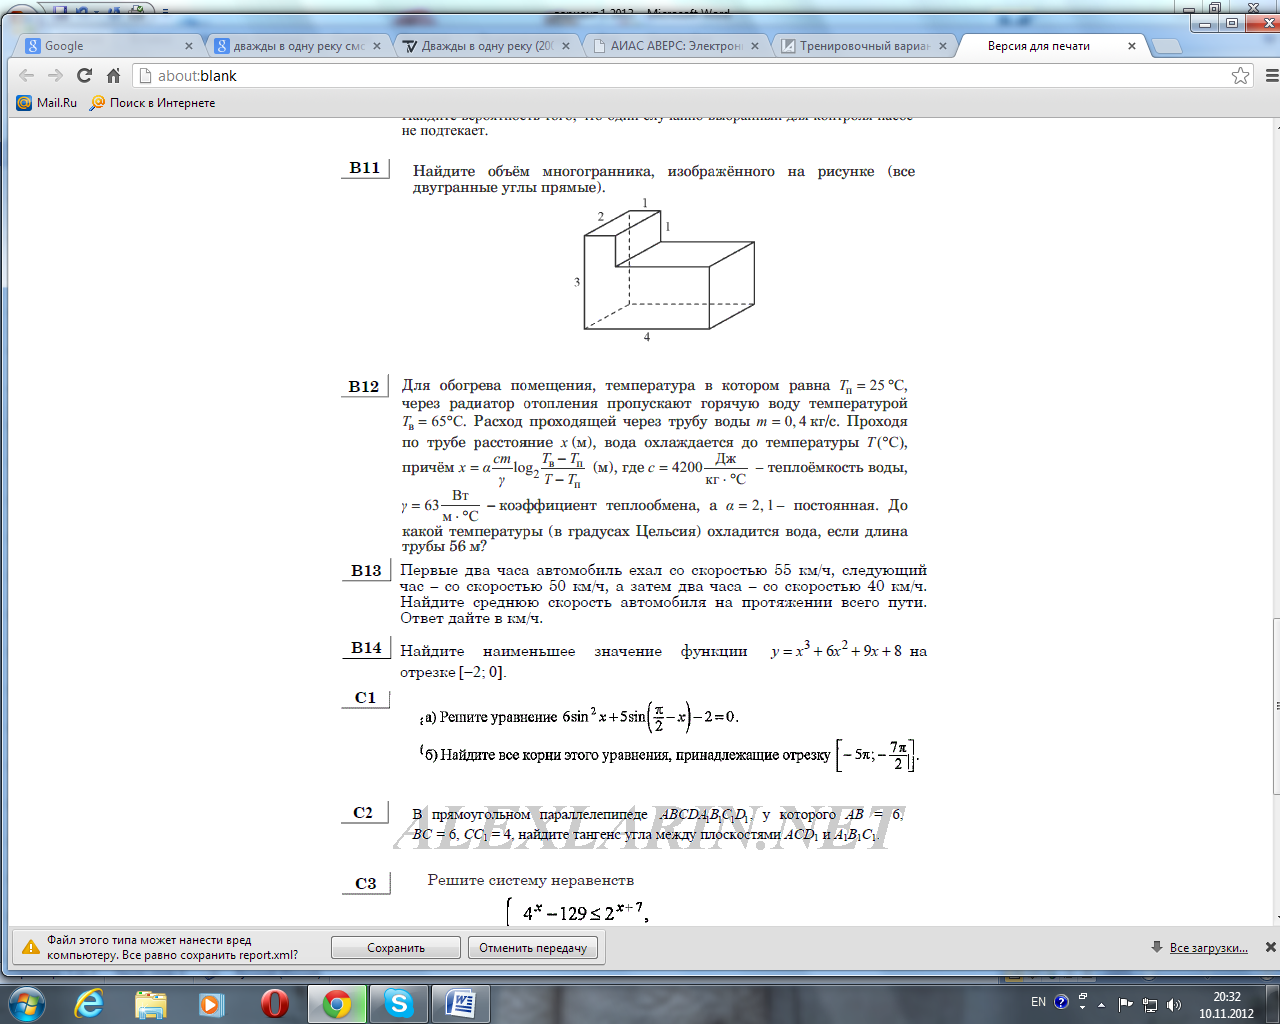 Google
дважды в одну реку смо
Дважды в одну реку (200
АИАС АВЕРС: Электронн
Тренировочный вариан
Версия для печати
about:blank
Mail.Ru
Поиск в Интернете
не подтекает.
B11
Найдите объём многогранника, изображённого на рисунке (все
двугранные углы прямые).
1
2
1
3
4
B12
Для обогрева помещения, температура в котором равна Tп = 25 °C,
через радиатор отопления пропускают горячую воду температурой
Tв = 65°C. Расход проходящей через трубу воды m = 0,4 кг/с. Проходя
по трубе расстояние x (м), вода охлаждается до температуры T(°C),
причём x = α cm/γ log₂ (Tв − Tп)/(T − Tп) (м), где c = 4200 Дж/(кг · °C) – теплоёмкость воды,
γ = 63 Вт/(м · °C) – коэффициент теплообмена, а α = 2,1 – постоянная. До
какой температуры (в градусах Цельсия) охладится вода, если длина
трубы 56 м?
B13
Первые два часа автомобиль ехал со скоростью 55 км/ч, следующий
час – со скоростью 50 км/ч, а затем два часа – со скоростью 40 км/ч.
Найдите среднюю скорость автомобиля на протяжении всего пути.
Ответ дайте в км/ч.
B14
Найдите наименьшее значение функции y = x³ + 6x² + 9x + 8 на
отрезке [−2; 0].
C1
а) Решите уравнение 6sin²x + 5sin(π/2 − x) − 2 = 0.
б) Найдите все корни этого уравнения, принадлежащие отрезку [−5π; −7π/2].
ALEXLARIN.NET
C2
В прямоугольном параллелепипеде ABCDA₁B₁C₁D₁, у которого AB = 6,
BC = 6, CC₁ = 4, найдите тангенс угла между плоскостями ACD₁ и A₁B₁C₁.
C3
Решите систему неравенств
4ˣ − 129 ≤ 2ˣ⁺⁷,
Файл этого типа может нанести вред
компьютеру. Все равно сохранить report.xml?
Сохранить
Отменить передачу
Все загрузки...
EN
20:32
10.11.2012